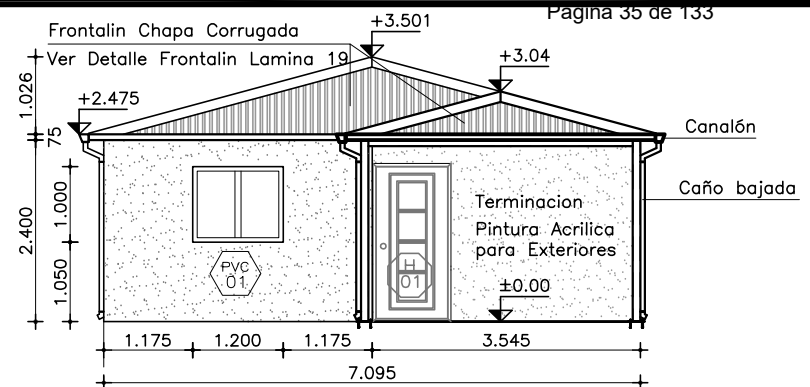 Página 35 de 133
Frontalin Chapa Corrugada
Ver Detalle Frontalin Lamina 19
+3.501
+3.04
+2.475
1.026
75
2.400
1.000
1.050
Canalón
Caño bajada
Terminacion
Pintura Acrilica
para Exteriores
PVC
01
H
01
±0.00
1.175
1.200
1.175
3.545
7.095